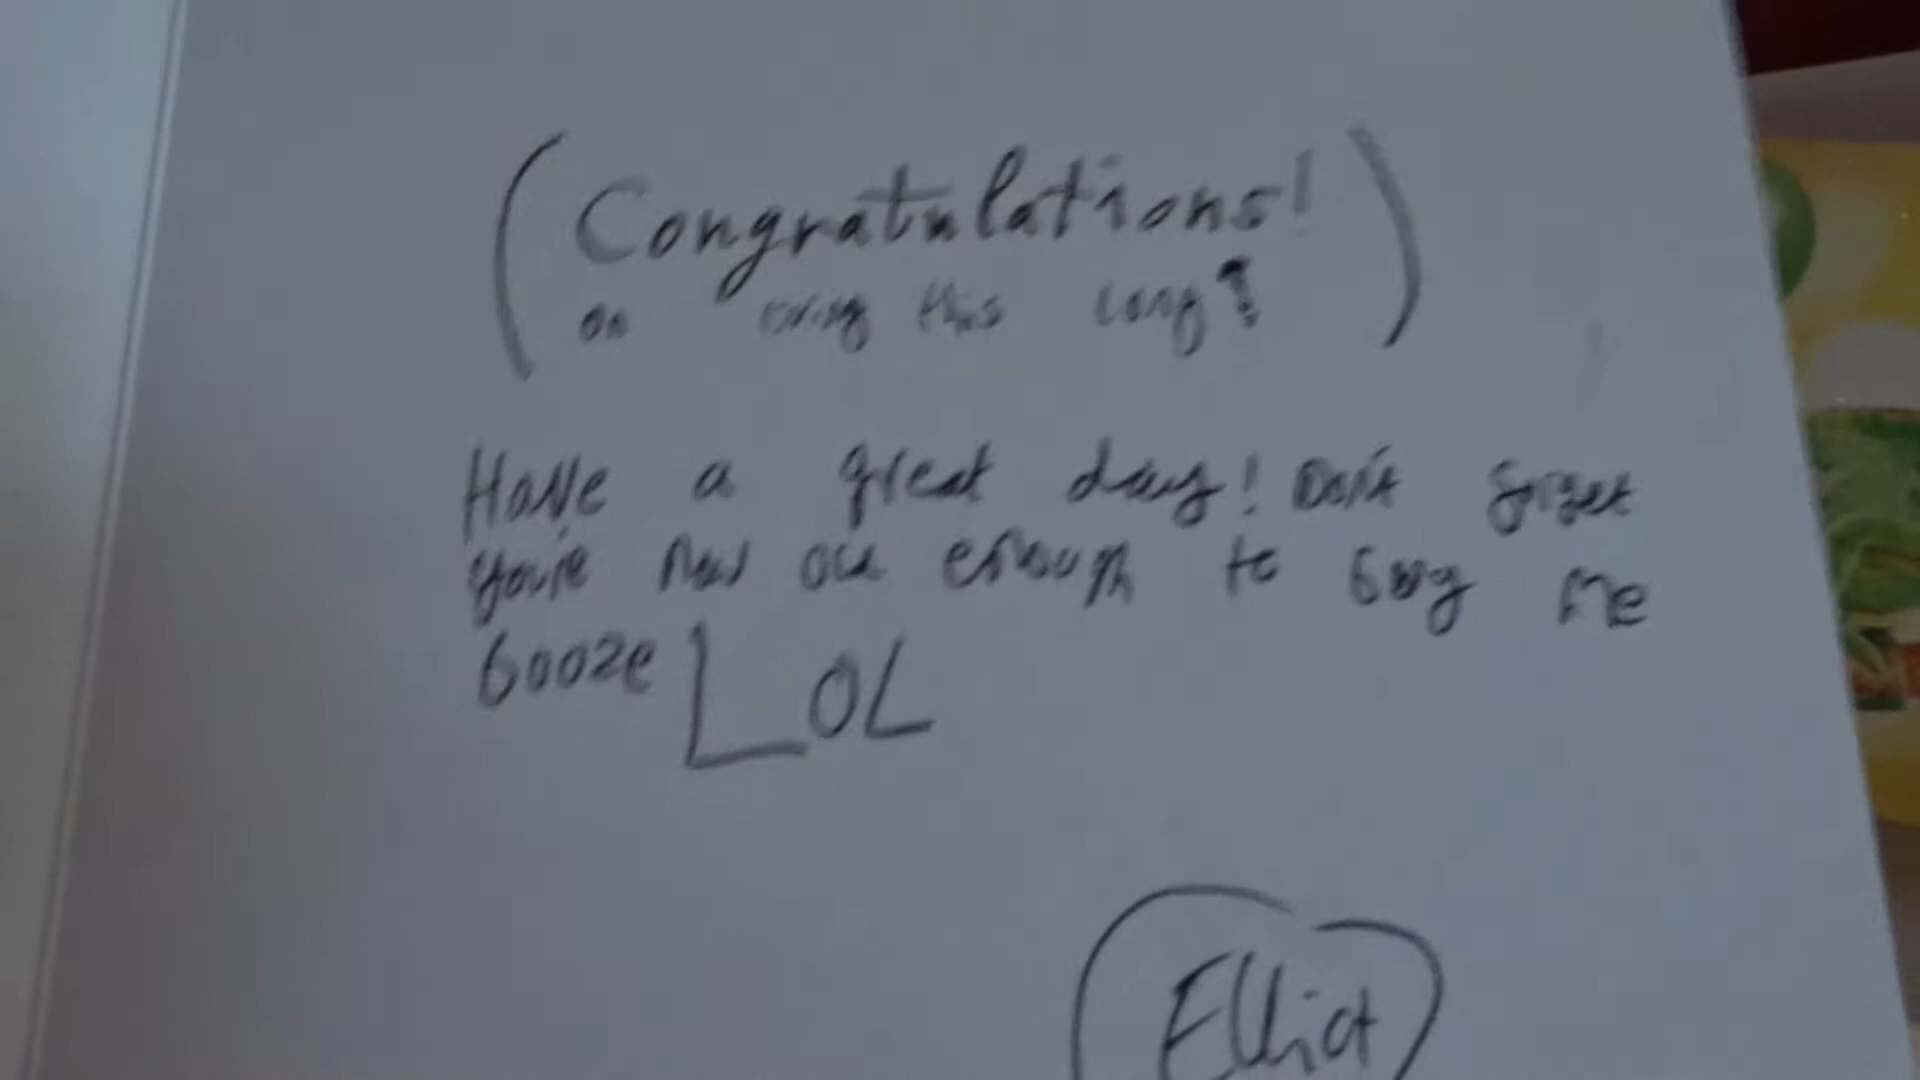 (Congratulations!
on living this long!)
Have a great day! Don't forget
you're now old enough to buy me
booze LOL
Elliot